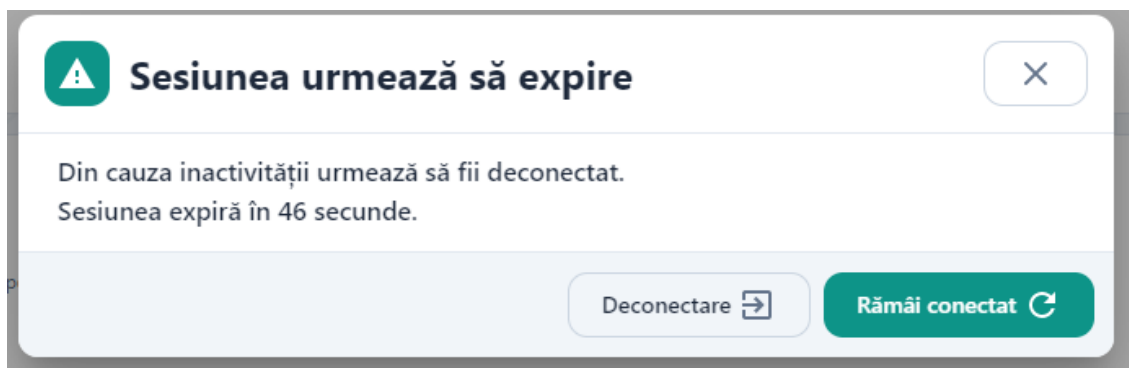 Sesiunea urmează să expire
Din cauza inactivității urmează să fii deconectat.
Sesiunea expiră în 46 secunde.
Deconectare
Rămâi conectat